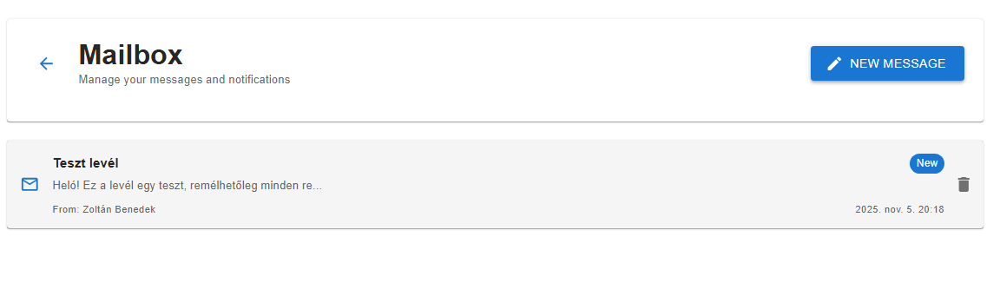 Mailbox
Manage your messages and notifications
NEW MESSAGE
Teszt levél
New
Heló! Ez a levél egy teszt, remélhetőleg minden re...
From: Zoltán Benedek
2025. nov. 5. 20:18